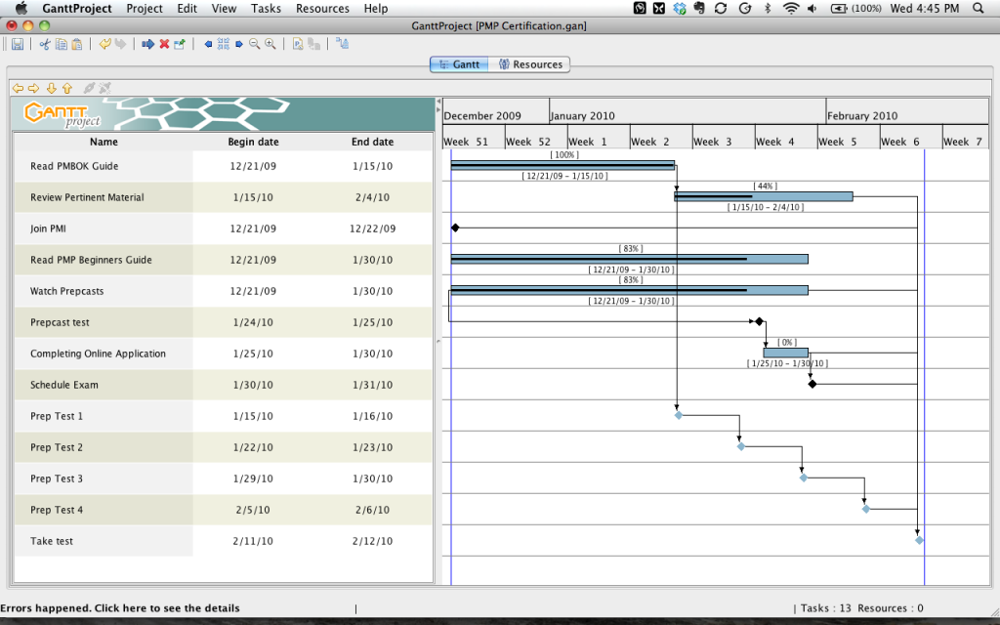 GanttProject Project Edit View Tasks Resources Help (100%) Wed 4:45 PM
GanttProject [PMP Certification.gan]
Gantt Resources
GANTT project
December 2009 January 2010 February 2010
Name Begin date End date
Week 51 Week 52 Week 1 Week 2 Week 3 Week 4 Week 5 Week 6 Week 7
[ 100% ]
Read PMBOK Guide 12/21/09 1/15/10
[ 12/21/09 - 1/15/10 ]
[ 44% ]
Review Pertinent Material 1/15/10 2/4/10
[ 1/15/10 - 2/4/10 ]
Join PMI 12/21/09 12/22/09
[ 83% ]
Read PMP Beginners Guide 12/21/09 1/30/10
[ 12/21/09 - 1/30/10 ]
[ 83% ]
Watch Prepcasts 12/21/09 1/30/10
[ 12/21/09 - 1/30/10 ]
Prepcast test 1/24/10 1/25/10
[ 0% ]
Completing Online Application 1/25/10 1/30/10
[ 1/25/10 - 1/30/10 ]
Schedule Exam 1/30/10 1/31/10
Prep Test 1 1/15/10 1/16/10
Prep Test 2 1/22/10 1/23/10
Prep Test 3 1/29/10 1/30/10
Prep Test 4 2/5/10 2/6/10
Take test 2/11/10 2/12/10
Errors happened. Click here to see the details | | Tasks : 13 Resources : 0